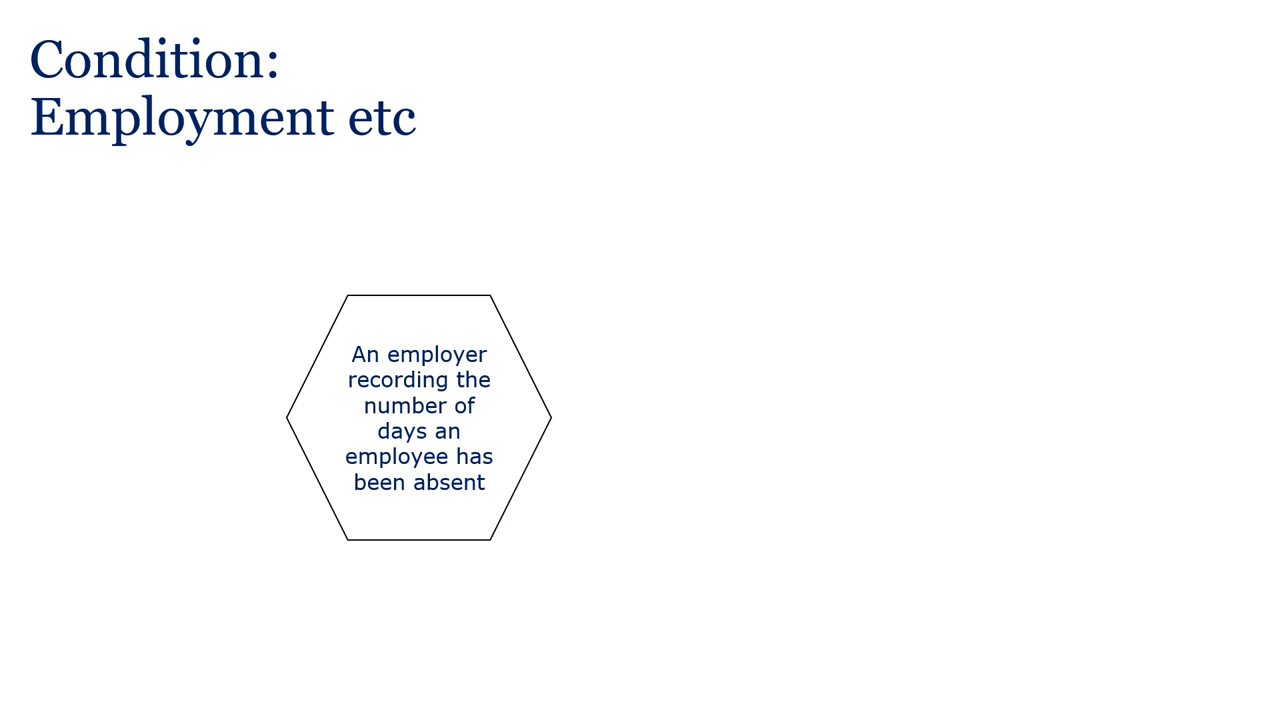 Condition:
Employment etc
An employer
recording the
number of
days an
employee has
been absent